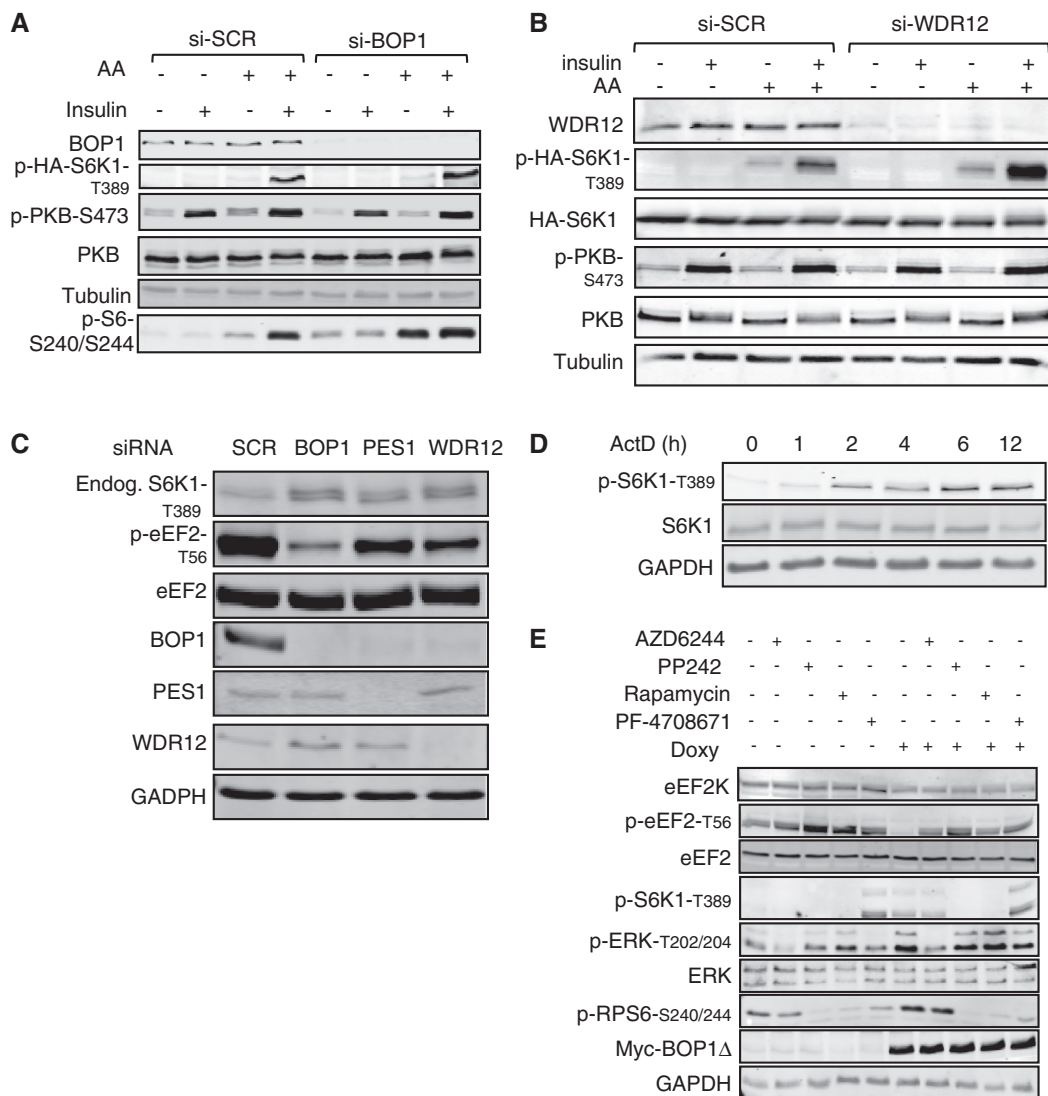 A
si-SCR si-BOP1
AA - - + + - - + +
Insulin - + - + - + - +
BOP1
p-HA-S6K1-
T389
p-PKB-S473
PKB
Tubulin
p-S6-
S240/S244
B
si-SCR si-WDR12
insulin - + - + - + - +
AA - - + + - - + +
WDR12
p-HA-S6K1-
T389
HA-S6K1
p-PKB-
S473
PKB
Tubulin
C
siRNA SCR BOP1 PES1 WDR12
Endog. S6K1-
T389
p-eEF2-
T56
eEF2
BOP1
PES1
WDR12
GADPH
D
ActD (h) 0 1 2 4 6 12
p-S6K1-T389
S6K1
GAPDH
E
AZD6244 - + - - - - + - - -
PP242 - - + - - - - + - -
Rapamycin - - - + - - - - + -
PF-4708671 - - - - + - - - - +
Doxy - - - - - + + + + +
eEF2K
p-eEF2-T56
eEF2
p-S6K1-T389
p-ERK-T202/204
ERK
p-RPS6-S240/244
Myc-BOP1Δ
GAPDH